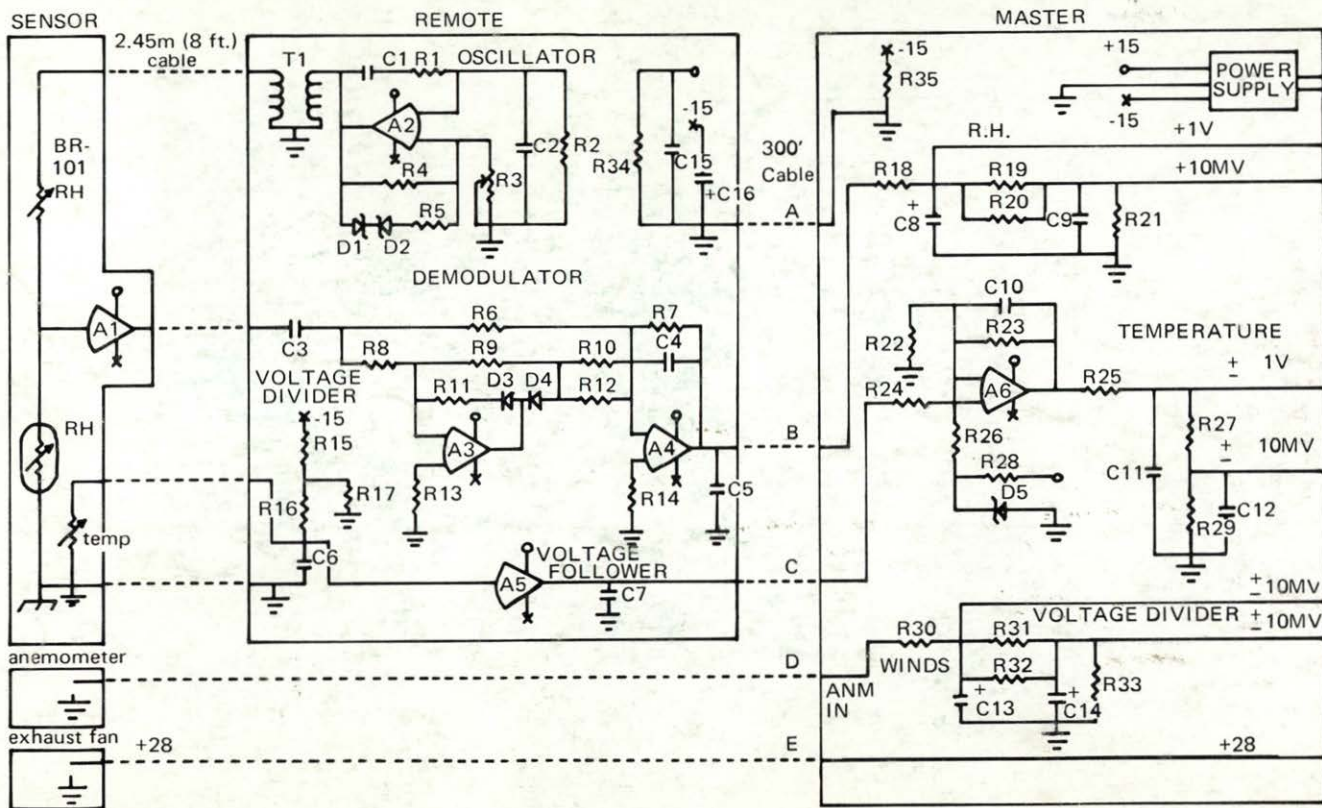 SENSOR
REMOTE
MASTER
2.45m (8 ft.)
cable
T1
C1
R1
OSCILLATOR
A2
R4
R5
D1
D2
R3
C2
R2
R34
-15
C15
+C16
300'
Cable
A
-15
R35
+15
-15
POWER
SUPPLY
R.H.
+1V
+10MV
R18
R19
R20
+
C8
C9
R21
BR-
101
RH
A1
RH
temp
DEMODULATOR
C3
R6
R7
C4
R8
R9
R10
R11
D3
D4
R12
A3
A4
R13
R14
C5
B
VOLTAGE
DIVIDER
-15
R15
R16
R17
C6
VOLTAGE
FOLLOWER
A5
C7
C
C10
R22
R23
R24
A6
R25
R26
R28
D5
TEMPERATURE
± 1V
R27
± 10MV
C11
C12
R29
± 10MV
VOLTAGE DIVIDER
± 10MV
R30
R31
WINDS
R32
R33
+
C13
+
C14
anemometer
D
ANM
IN
exhaust fan
+28
E
+28